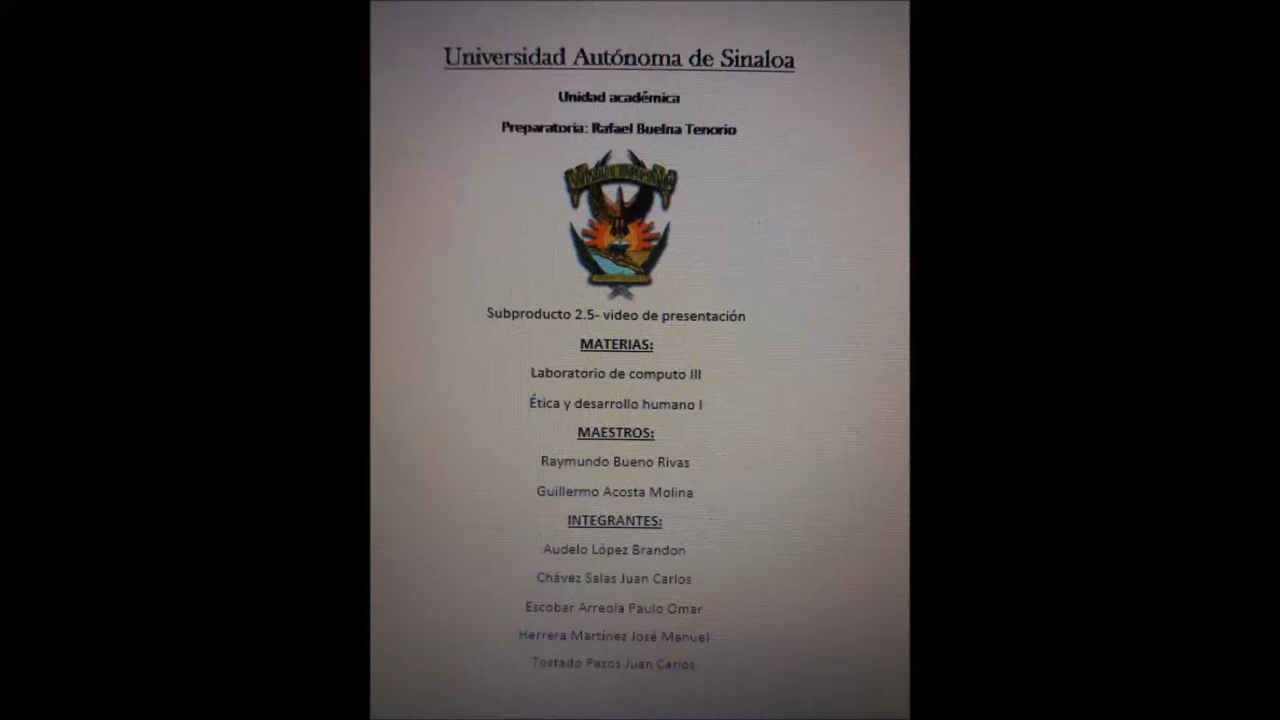 Universidad Autónoma de Sinaloa
Unidad académica
Preparatoria: Rafael Buelna Tenorio
Subproducto 2.5- video de presentación
MATERIAS:
Laboratorio de computo III
Ética y desarrollo humano I
MAESTROS:
Raymundo Bueno Rivas
Guillermo Acosta Molina
INTEGRANTES:
Audelo López Brandon
Chávez Salas Juan Carlos
Escobar Arreola Paulo Omar
Herrera Martínez José Manuel
Tostado Pazos Juan Carlos